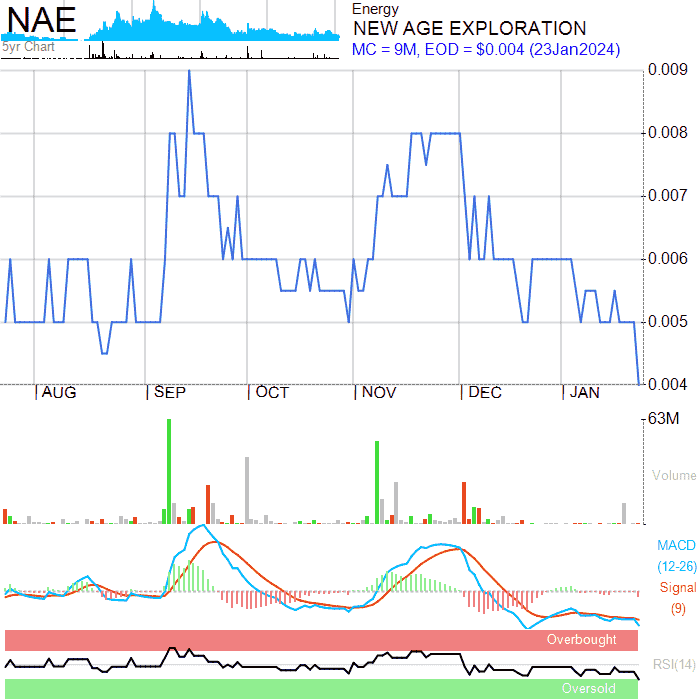 NAE
5yr Chart
Energy
NEW AGE EXPLORATION
MC = 9M, EOD = $0.004 (23Jan2024)
0.009
0.008
0.007
0.006
0.005
0.004
AUG SEP OCT NOV DEC JAN
63M
Volume
MACD
(12-26)
Signal
(9)
Overbought
RSI(14)
Oversold